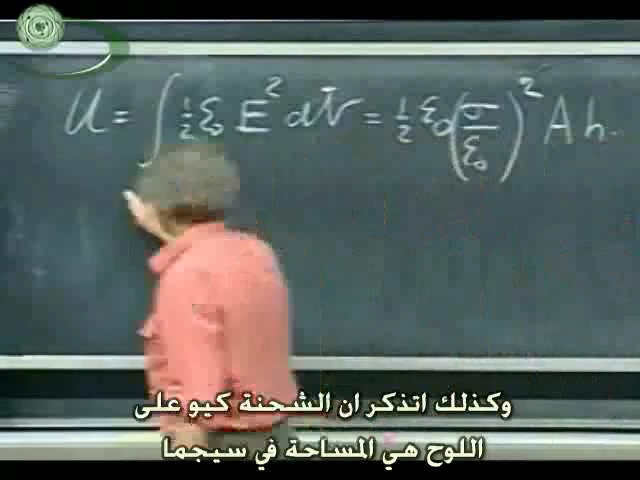 U = ∫ ½ ε₀ E² dV = ½ ε₀ (σ/ε₀)² A h.
وكذلك اتذكر ان الشحنة كيو على
اللوح هي المساحة في سيجما